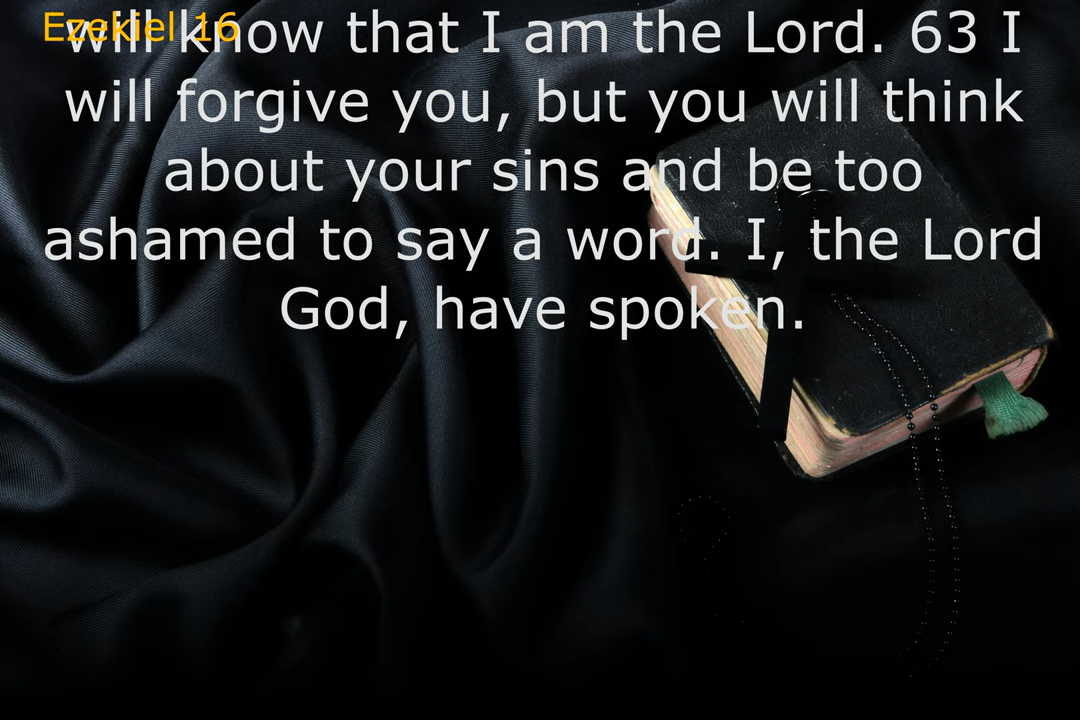 Ezekiel 16
will know that I am the Lord. 63 I
will forgive you, but you will think
about your sins and be too
ashamed to say a word. I, the Lord
God, have spoken.